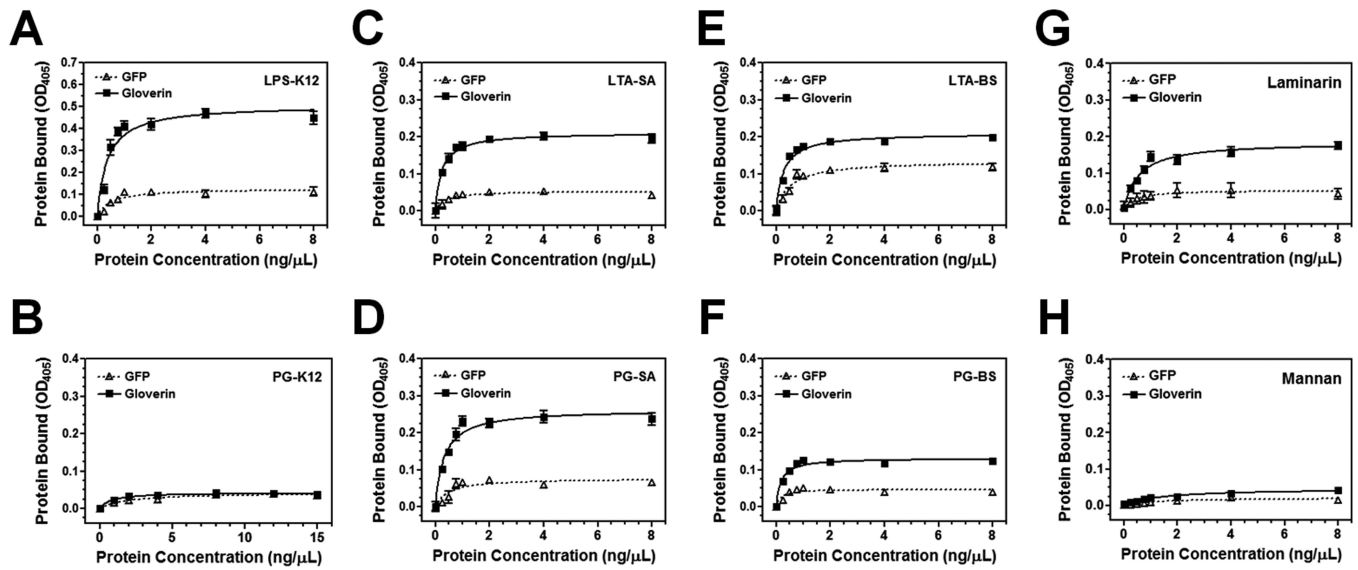 A
Protein Bound (OD405)
0.7
0.6
0.5
0.4
0.3
0.2
0.1
0.0
GFP
Gloverin
LPS-K12
0 2 4 6 8
Protein Concentration (ng/μL)
C
Protein Bound (OD405)
0.4
0.3
0.2
0.1
0.0
GFP
Gloverin
LTA-SA
0 2 4 6 8
Protein Concentration (ng/μL)
E
Protein Bound (OD405)
0.4
0.3
0.2
0.1
0.0
GFP
Gloverin
LTA-BS
0 2 4 6 8
Protein Concentration (ng/μL)
G
Protein Bound (OD405)
0.4
0.3
0.2
0.1
0.0
GFP
Gloverin
Laminarin
0 2 4 6 8
Protein Concentration (ng/μL)
B
Protein Bound (OD405)
0.4
0.3
0.2
0.1
0.0
GFP
Gloverin
PG-K12
0 5 10 15
Protein Concentration (ng/μL)
D
Protein Bound (OD405)
0.4
0.3
0.2
0.1
0.0
GFP
Gloverin
PG-SA
0 2 4 6 8
Protein Concentration (ng/μL)
F
Protein Bound (OD405)
0.4
0.3
0.2
0.1
0.0
GFP
Gloverin
PG-BS
0 2 4 6 8
Protein Concentration (ng/μL)
H
Protein Bound (OD405)
0.4
0.3
0.2
0.1
0.0
GFP
Gloverin
Mannan
0 2 4 6 8
Protein Concentration (ng/μL)